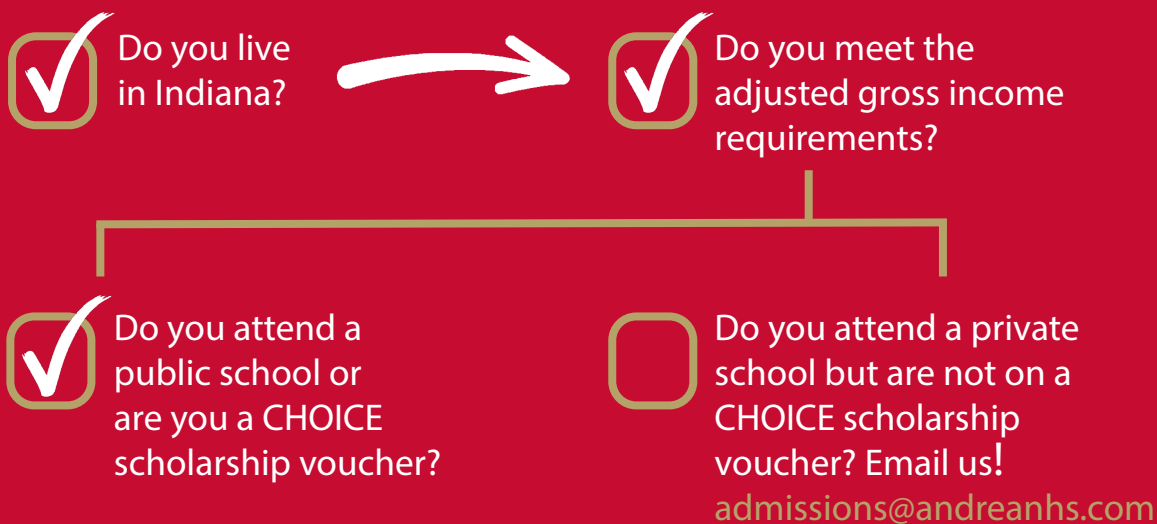 Do you live
in Indiana?
Do you meet the
adjusted gross income
requirements?
Do you attend a
public school or
are you a CHOICE
scholarship voucher?
Do you attend a private
school but are not on a
CHOICE scholarship
voucher? Email us!
admissions@andreanhs.com